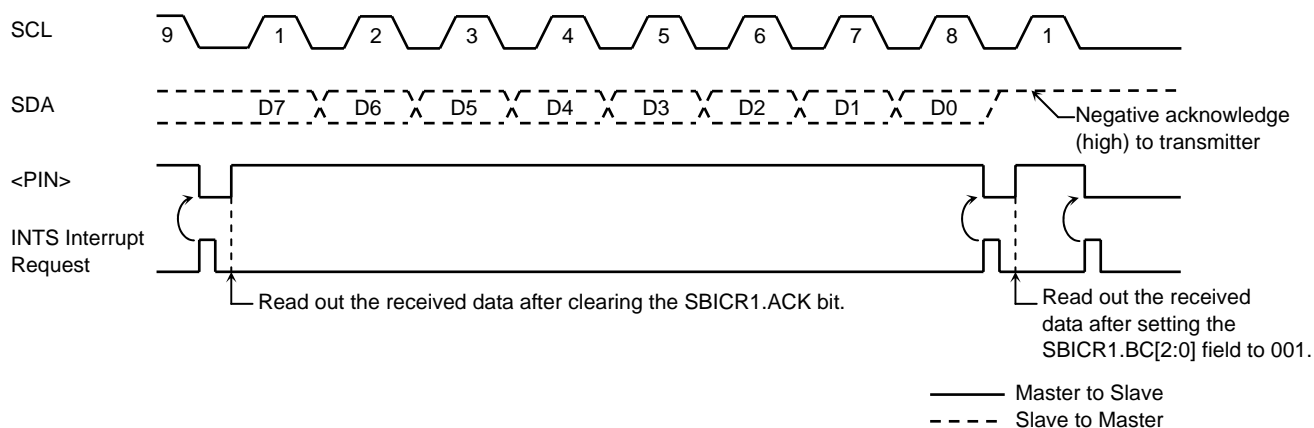 SCL
9 1 2 3 4 5 6 7 8 1
SDA
D7 D6 D5 D4 D3 D2 D1 D0
Negative acknowledge
(high) to transmitter
<PIN>
INTS Interrupt
Request
Read out the received data after clearing the SBICR1.ACK bit.
Read out the received
data after setting the
SBICR1.BC[2:0] field to 001.
Master to Slave
Slave to Master